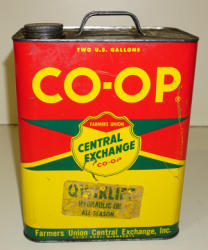 TWO U.S. GALLONS
CO-OP
®
FARMERS UNION
CENTRAL
EXCHANGE
CO-OP
HYDRAULIC OIL
ALL SEASON
Farmers Union Central Exchange, Inc.